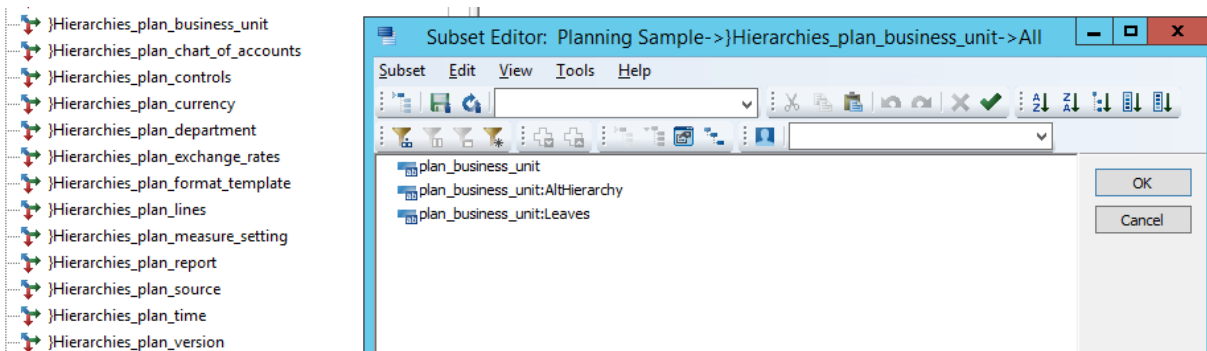 }Hierarchies_plan_business_unit
}Hierarchies_plan_chart_of_accounts
}Hierarchies_plan_controls
}Hierarchies_plan_currency
}Hierarchies_plan_department
}Hierarchies_plan_exchange_rates
}Hierarchies_plan_format_template
}Hierarchies_plan_lines
}Hierarchies_plan_measure_setting
}Hierarchies_plan_report
}Hierarchies_plan_source
}Hierarchies_plan_time
}Hierarchies_plan_version
Subset Editor: Planning Sample->}Hierarchies_plan_business_unit->All
Subset Edit View Tools Help
plan_business_unit
plan_business_unit:AltHierarchy
plan_business_unit:Leaves
OK
Cancel